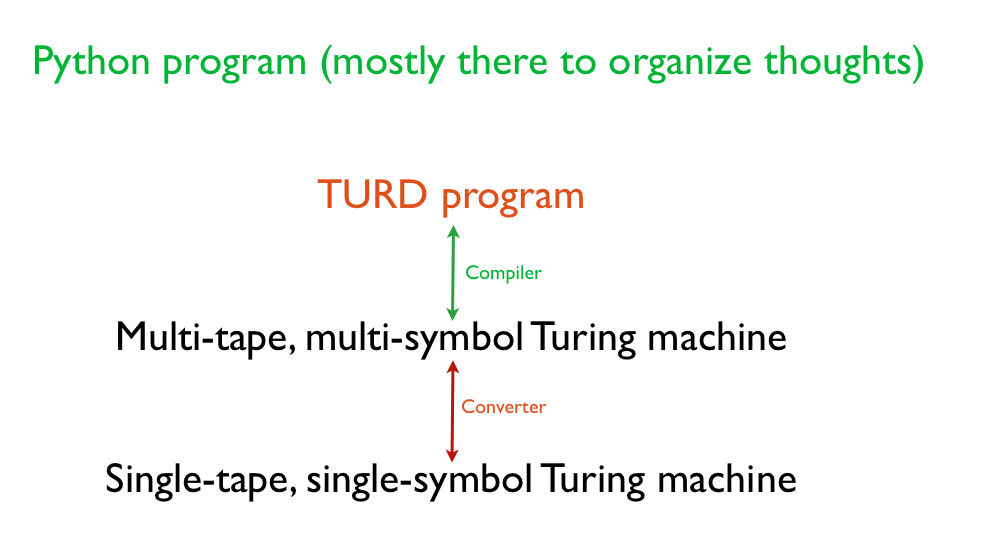 Python program (mostly there to organize thoughts)
TURD program
Compiler
Multi-tape, multi-symbol Turing machine
Converter
Single-tape, single-symbol Turing machine